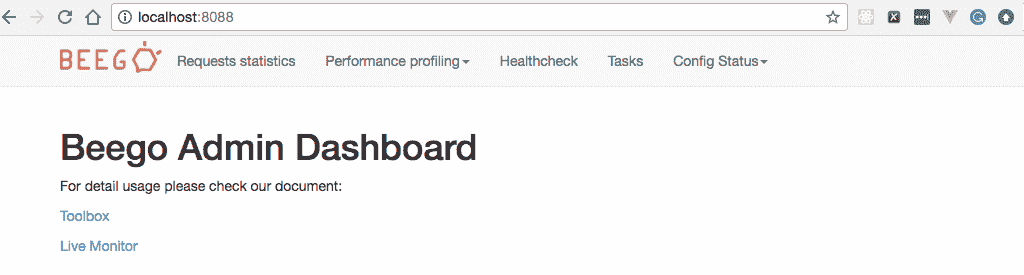 localhost:8088
BEEGO Requests statistics Performance profiling Healthcheck Tasks Config Status
Beego Admin Dashboard
For detail usage please check our document:
Toolbox
Live Monitor